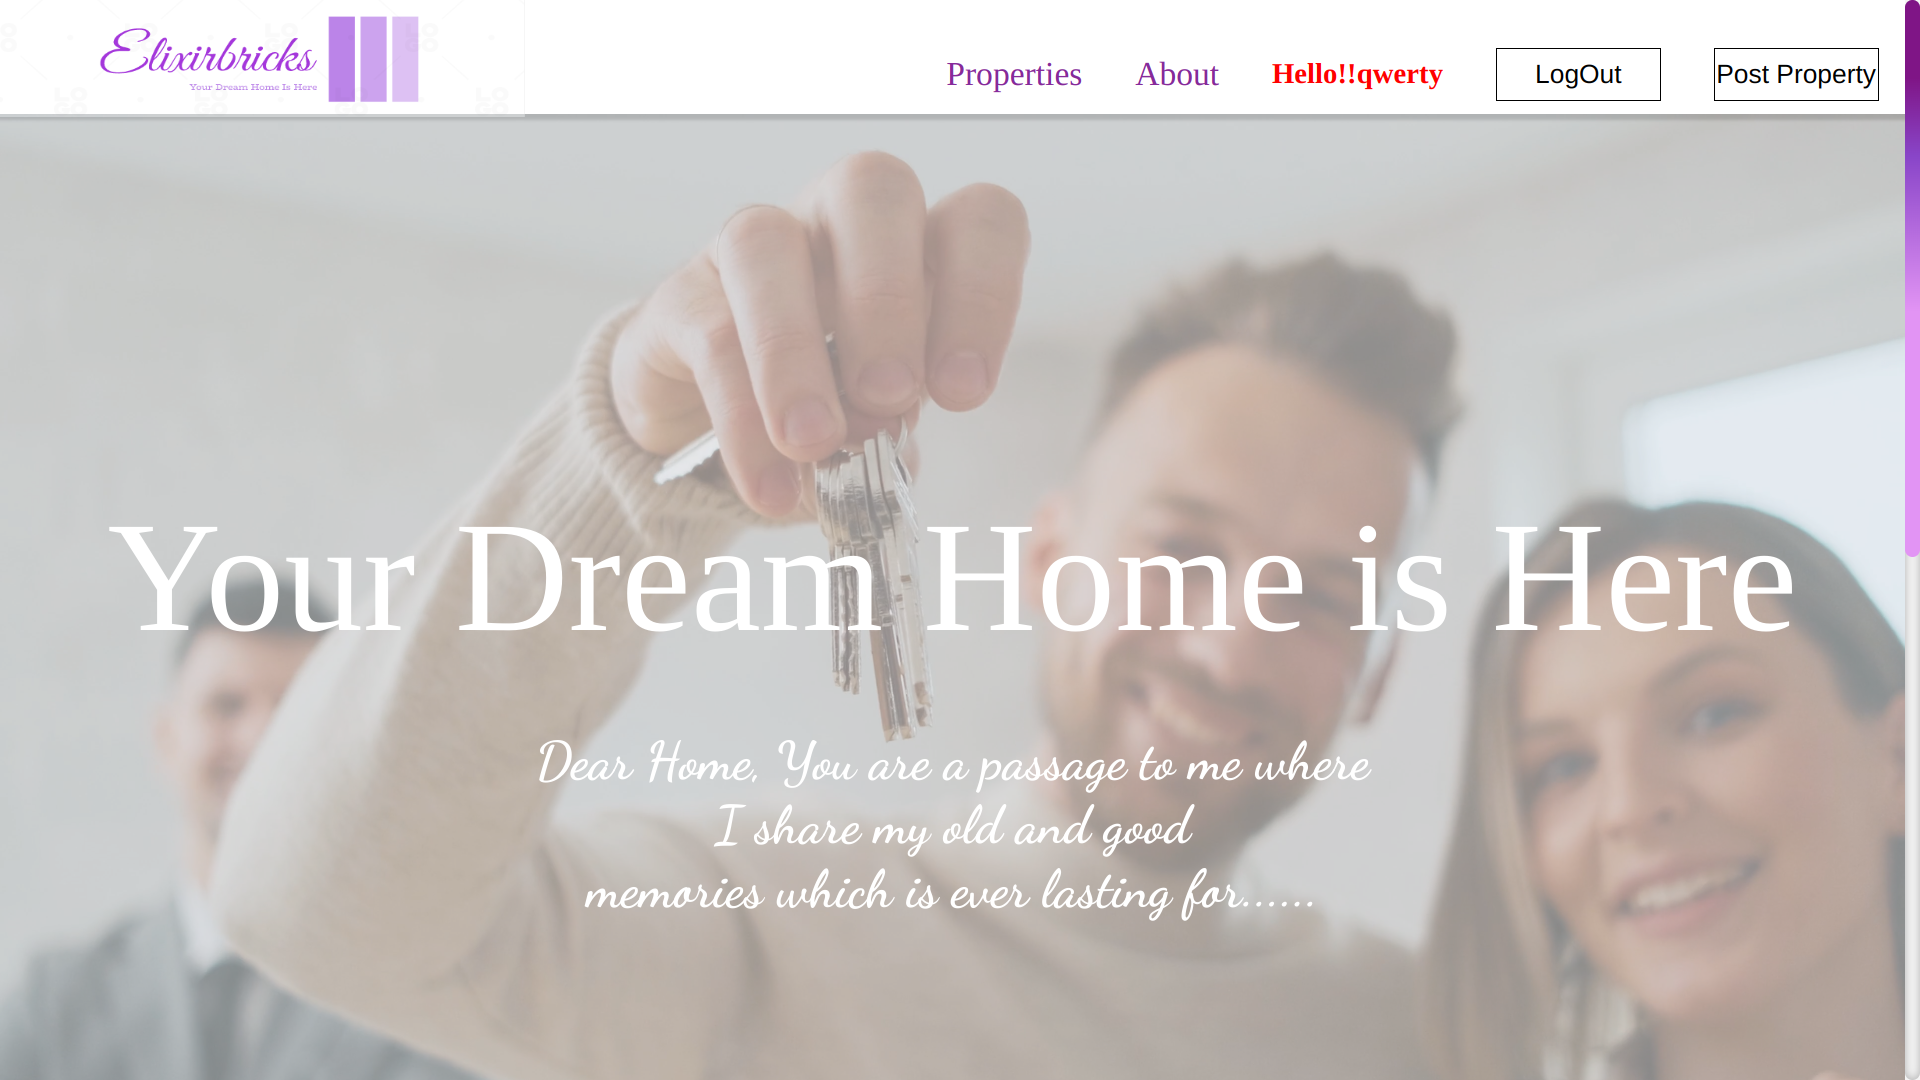 Elixirbricks
Your Dream Home Is Here
Properties
About
Hello!!qwerty
LogOut
Post Property
Your Dream Home is Here
Dear Home, You are a passage to me where
I share my old and good
memories which is ever lasting for......